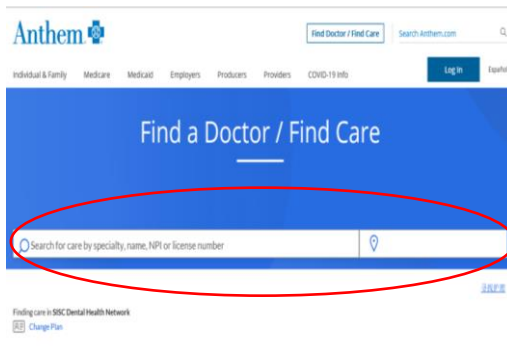 Anthem
Find Doctor / Find Care
Search Anthem.com
Individual & Family Medicare Medicaid Employers Producers Providers COVID-19 Info
Log In
Español
Find a Doctor / Find Care
Search for care by specialty, name, NPI or license number
Finding care in SISC Dental Health Network
Change Plan